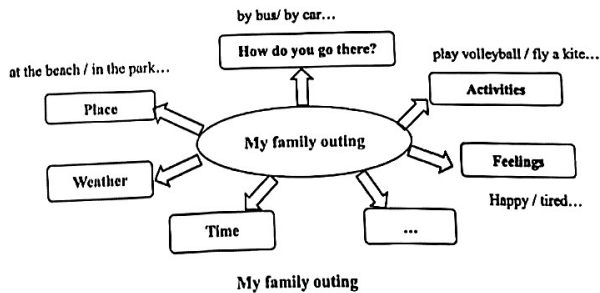 by bus/ by car...
How do you go there?
at the beach / in the park...
play volleyball / fly a kite...
Place
Activities
My family outing
Weather
Feelings
Happy / tired...
Time
...
My family outing